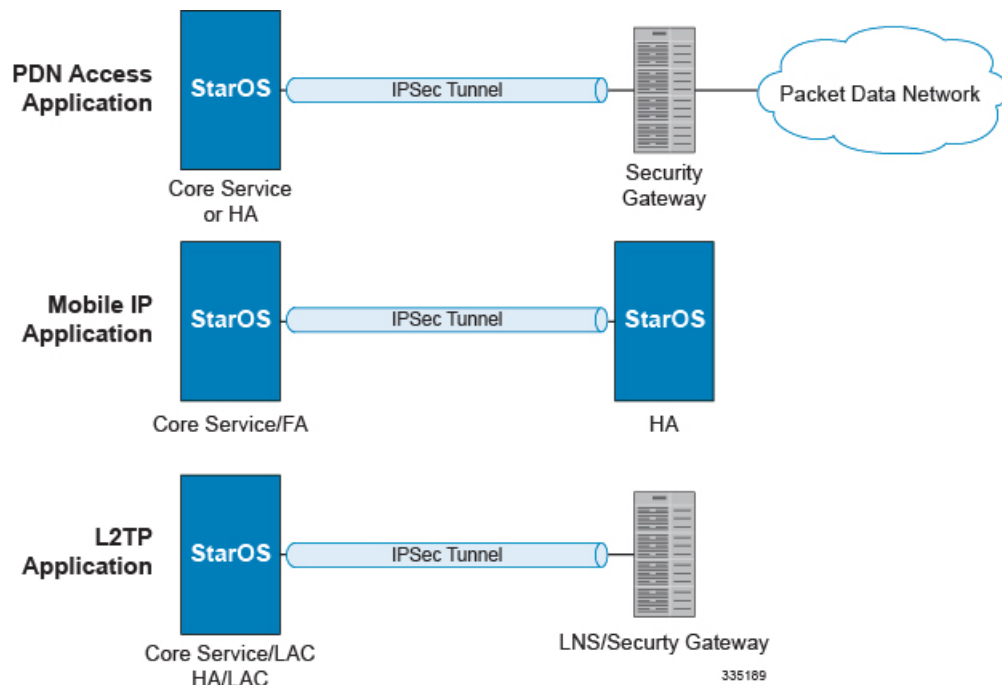 PDN Access
Application
StarOS
IPSec Tunnel
Packet Data Network
Core Service
or HA
Security
Gateway
Mobile IP
Application
StarOS
IPSec Tunnel
StarOS
Core Service/FA
HA
L2TP
Application
StarOS
IPSec Tunnel
Core Service/LAC
HA/LAC
LNS/Securty Gateway
335189